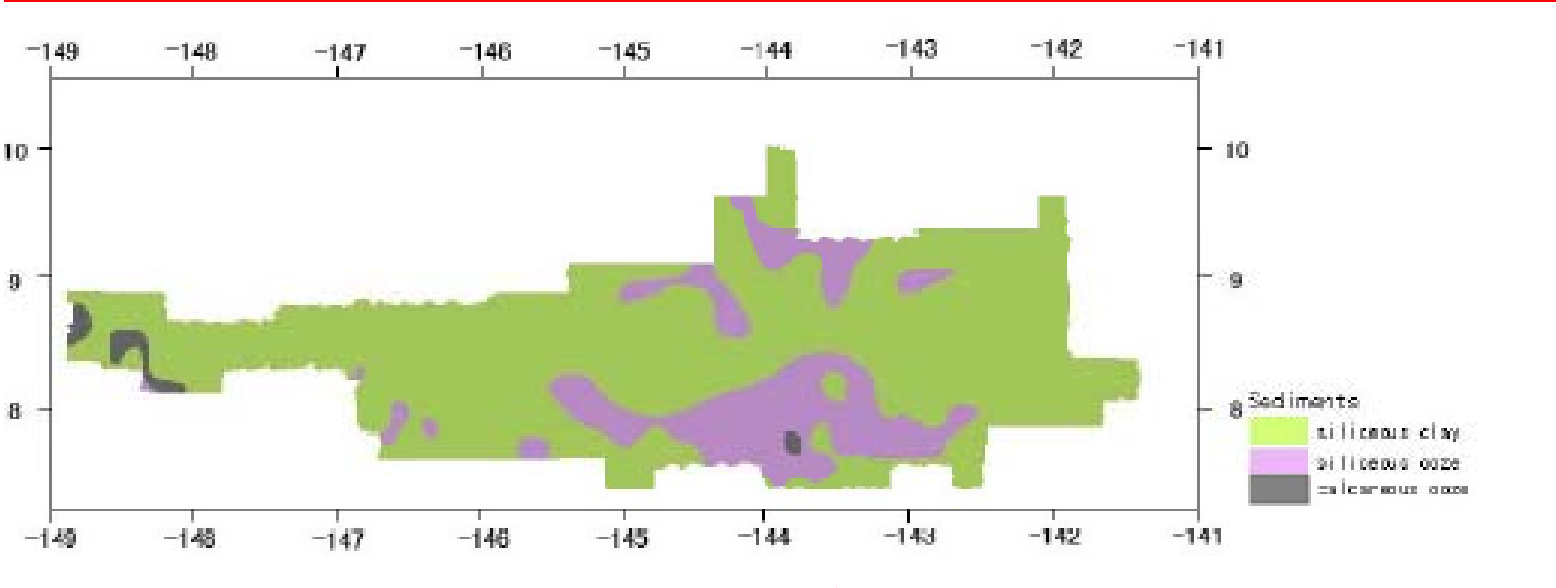 -149 -148 -147 -146 -145 -144 -143 -142 -141
10 10
9 9
8 8
Sediments
siliceous clay
siliceous ooze
calcareous ooze
-149 -148 -147 -146 -145 -144 -143 -142 -141